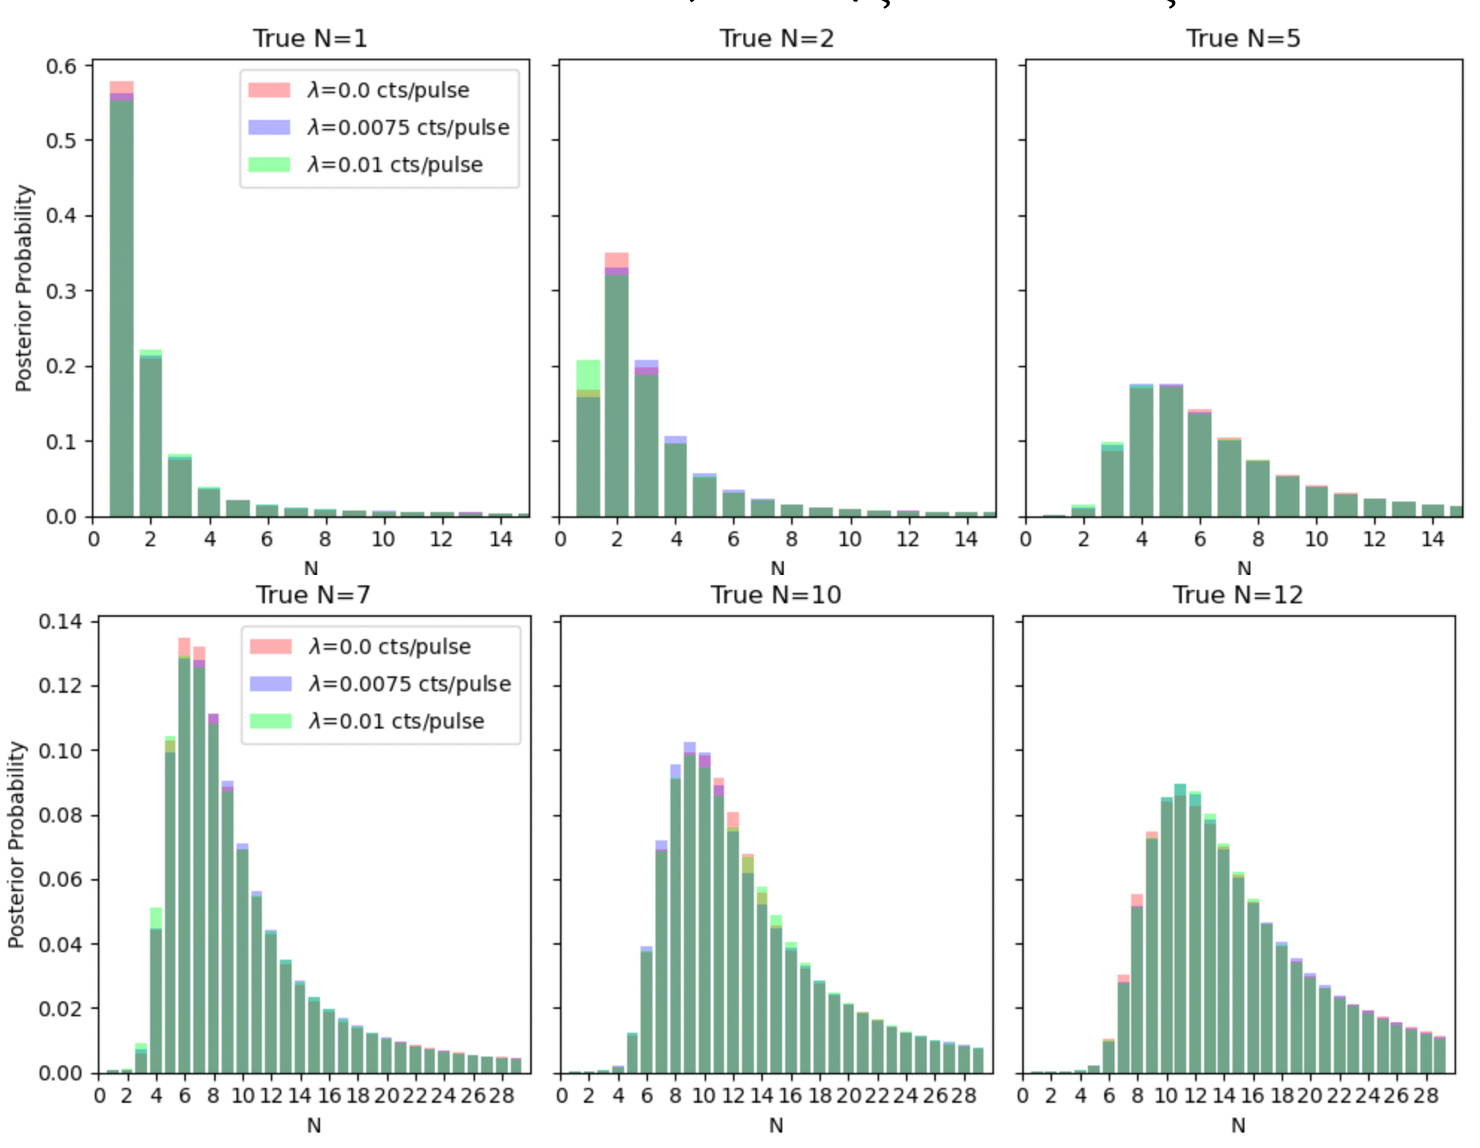 True N=1
True N=2
True N=5
0.6
0.5
0.4
0.3
0.2
0.1
0.0
Posterior Probability
λ=0.0 cts/pulse
λ=0.0075 cts/pulse
λ=0.01 cts/pulse
0 2 4 6 8 10 12 14
0 2 4 6 8 10 12 14
0 2 4 6 8 10 12 14
N
N
True N=7
True N=10
True N=12
0.14
0.12
0.10
0.08
0.06
0.04
0.02
0.00
Posterior Probability
λ=0.0 cts/pulse
λ=0.0075 cts/pulse
λ=0.01 cts/pulse
0 2 4 6 8 10 12 14 16 18 20 22 24 26 28
0 2 4 6 8 10 12 14 16 18 20 22 24 26 28
0 2 4 6 8 10 12 14 16 18 20 22 24 26 28
N
N
N